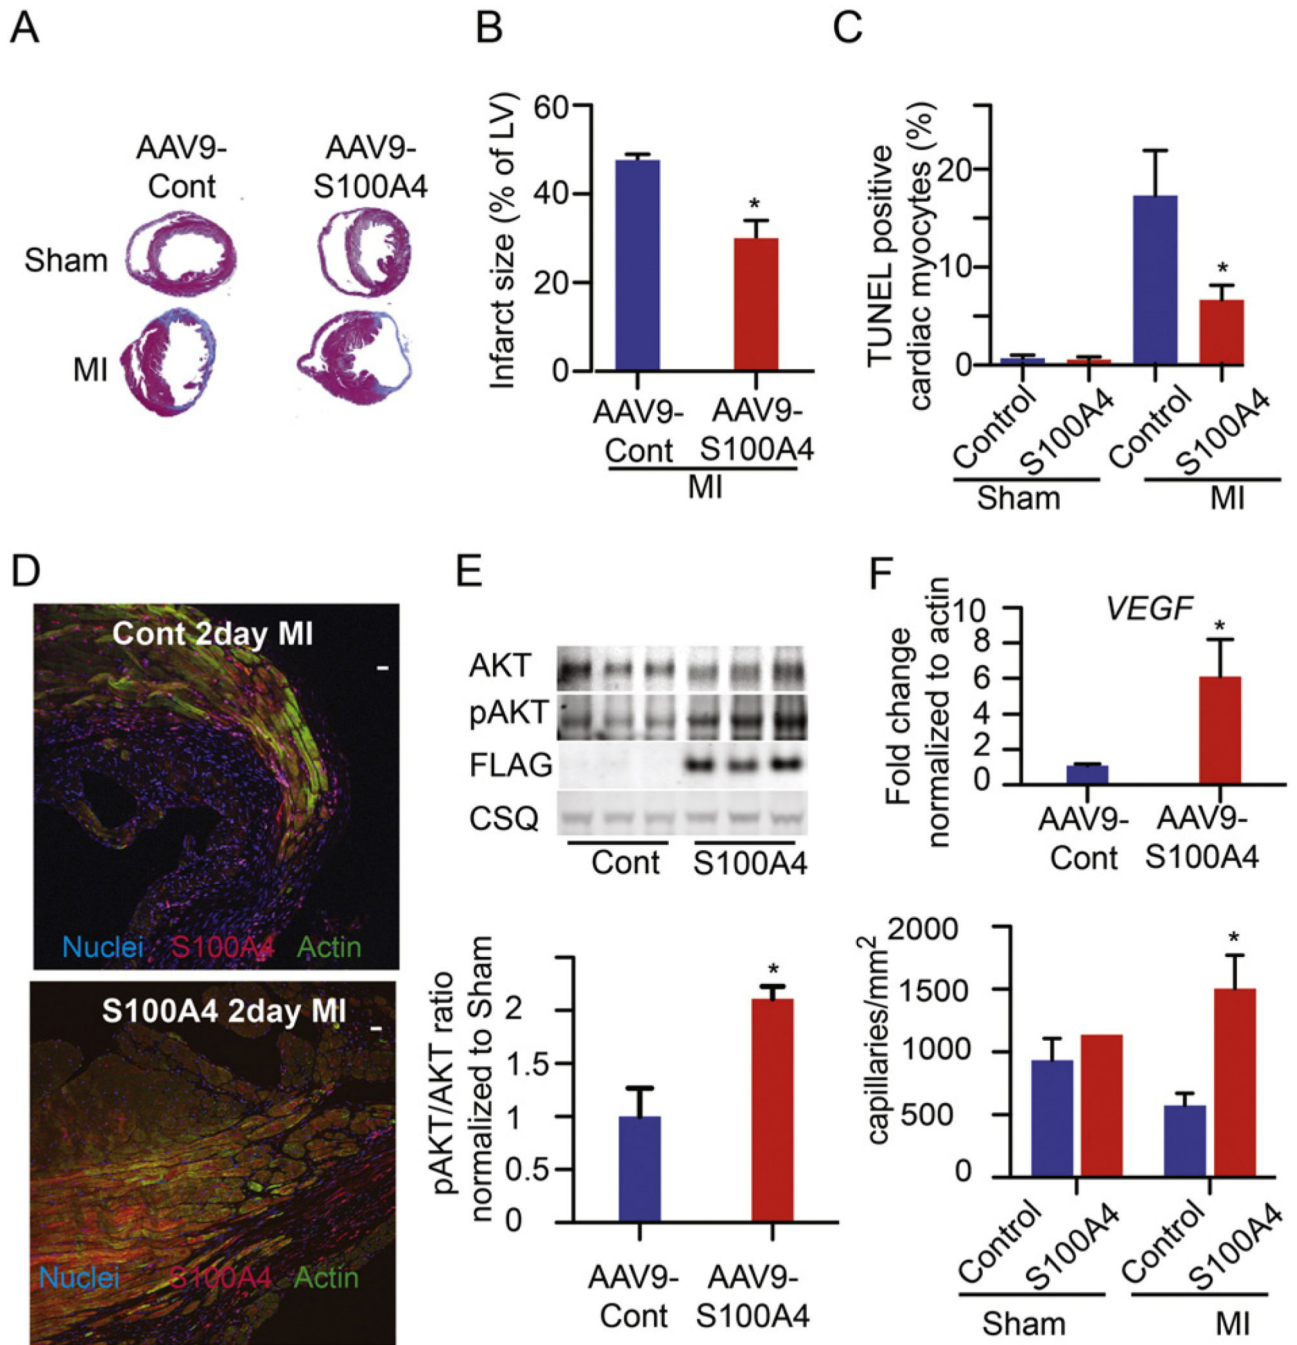 A
AAV9-
Cont
AAV9-
S100A4
Sham
MI
B
Infarct size (% of LV)
60
40
20
0
*
AAV9-
Cont
AAV9-
S100A4
MI
C
TUNEL positive
cardiac myocytes (%)
20
10
0
*
Control
S100A4
Control
S100A4
Sham
MI
D
Cont 2day MI
Nuclei S100A4 Actin
S100A4 2day MI
Nuclei S100A4 Actin
E
AKT
pAKT
FLAG
CSQ
Cont
S100A4
pAKT/AKT ratio
normalized to Sham
2
1.5
1
0.5
0
*
AAV9-
Cont
AAV9-
S100A4
F
Fold change
normalized to actin
VEGF
10
8
6
4
2
0
*
AAV9-
Cont
AAV9-
S100A4
capillaries/mm²
2000
1500
1000
500
0
*
Control
S100A4
Control
S100A4
Sham
MI